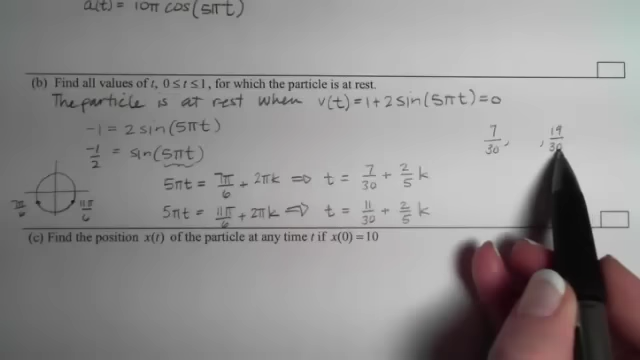 a(t) = 10π cos(5πt)
(b) Find all values of t, 0 ≤ t ≤ 1, for which the particle is at rest.
The particle is at rest when v(t) = 1 + 2 sin(5πt) = 0
-1 = 2 sin(5πt)
-1/2 = sin(5πt)
7/30, , 19/30
5πt = 7π/6 + 2πk ⟹ t = 7/30 + 2/5 k
5πt = 11π/6 + 2πk ⟹ t = 11/30 + 2/5 k
7π/6 11π/6
(c) Find the position x(t) of the particle at any time t if x(0) = 10